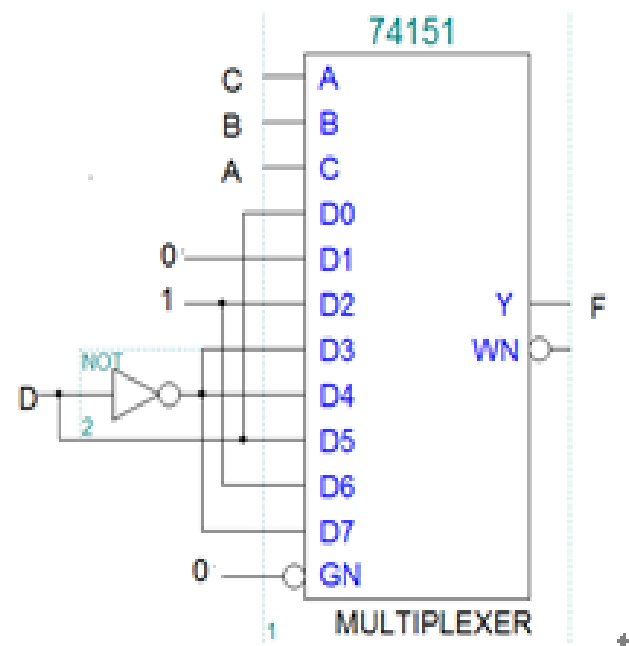 74151
C A
B B
A C
D0
0 D1
1 D2 Y F
NOT D3 WN
D D4
2 D5
D6
D7
0 GN
1 MULTIPLEXER